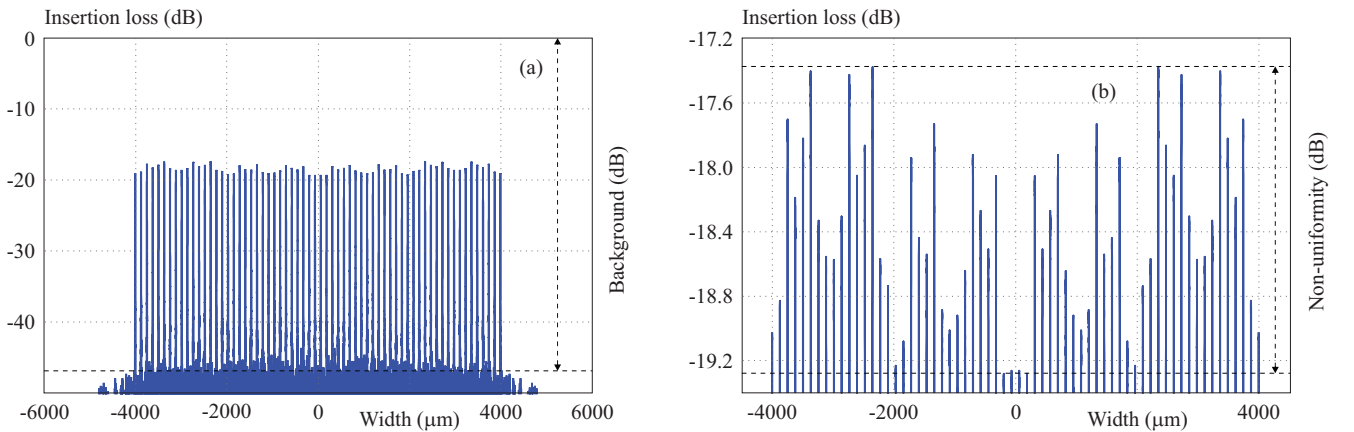 Insertion loss (dB)
0
-10
-20
-30
-40
-6000
-4000
-2000
0
2000
4000
6000
Width (μm)
(a)
Background (dB)
Insertion loss (dB)
-17.2
-17.6
-18.0
-18.4
-18.8
-19.2
-4000
-2000
0
Width (μm)
4000
(b)
Non-uniformity (dB)